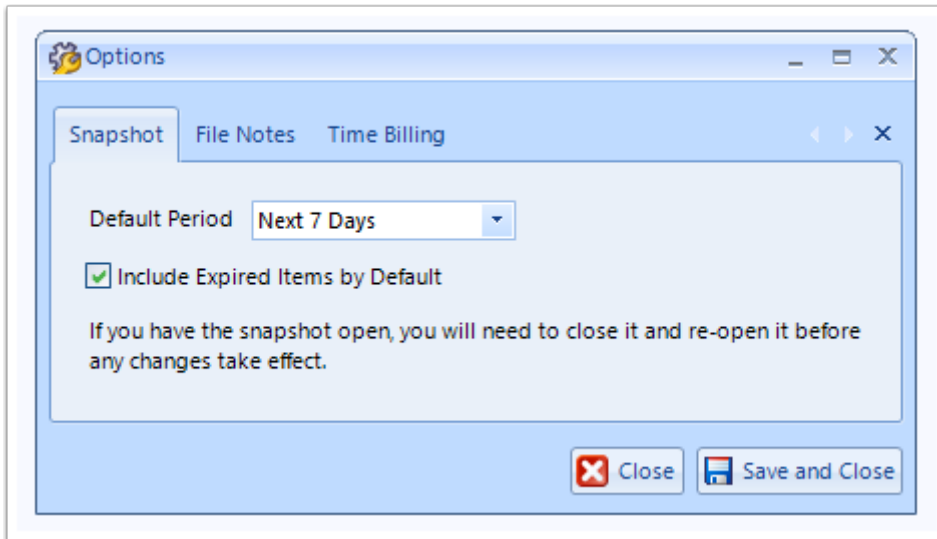 Options
Snapshot File Notes Time Billing
Default Period Next 7 Days
Include Expired Items by Default
If you have the snapshot open, you will need to close it and re-open it before
any changes take effect.
Close Save and Close